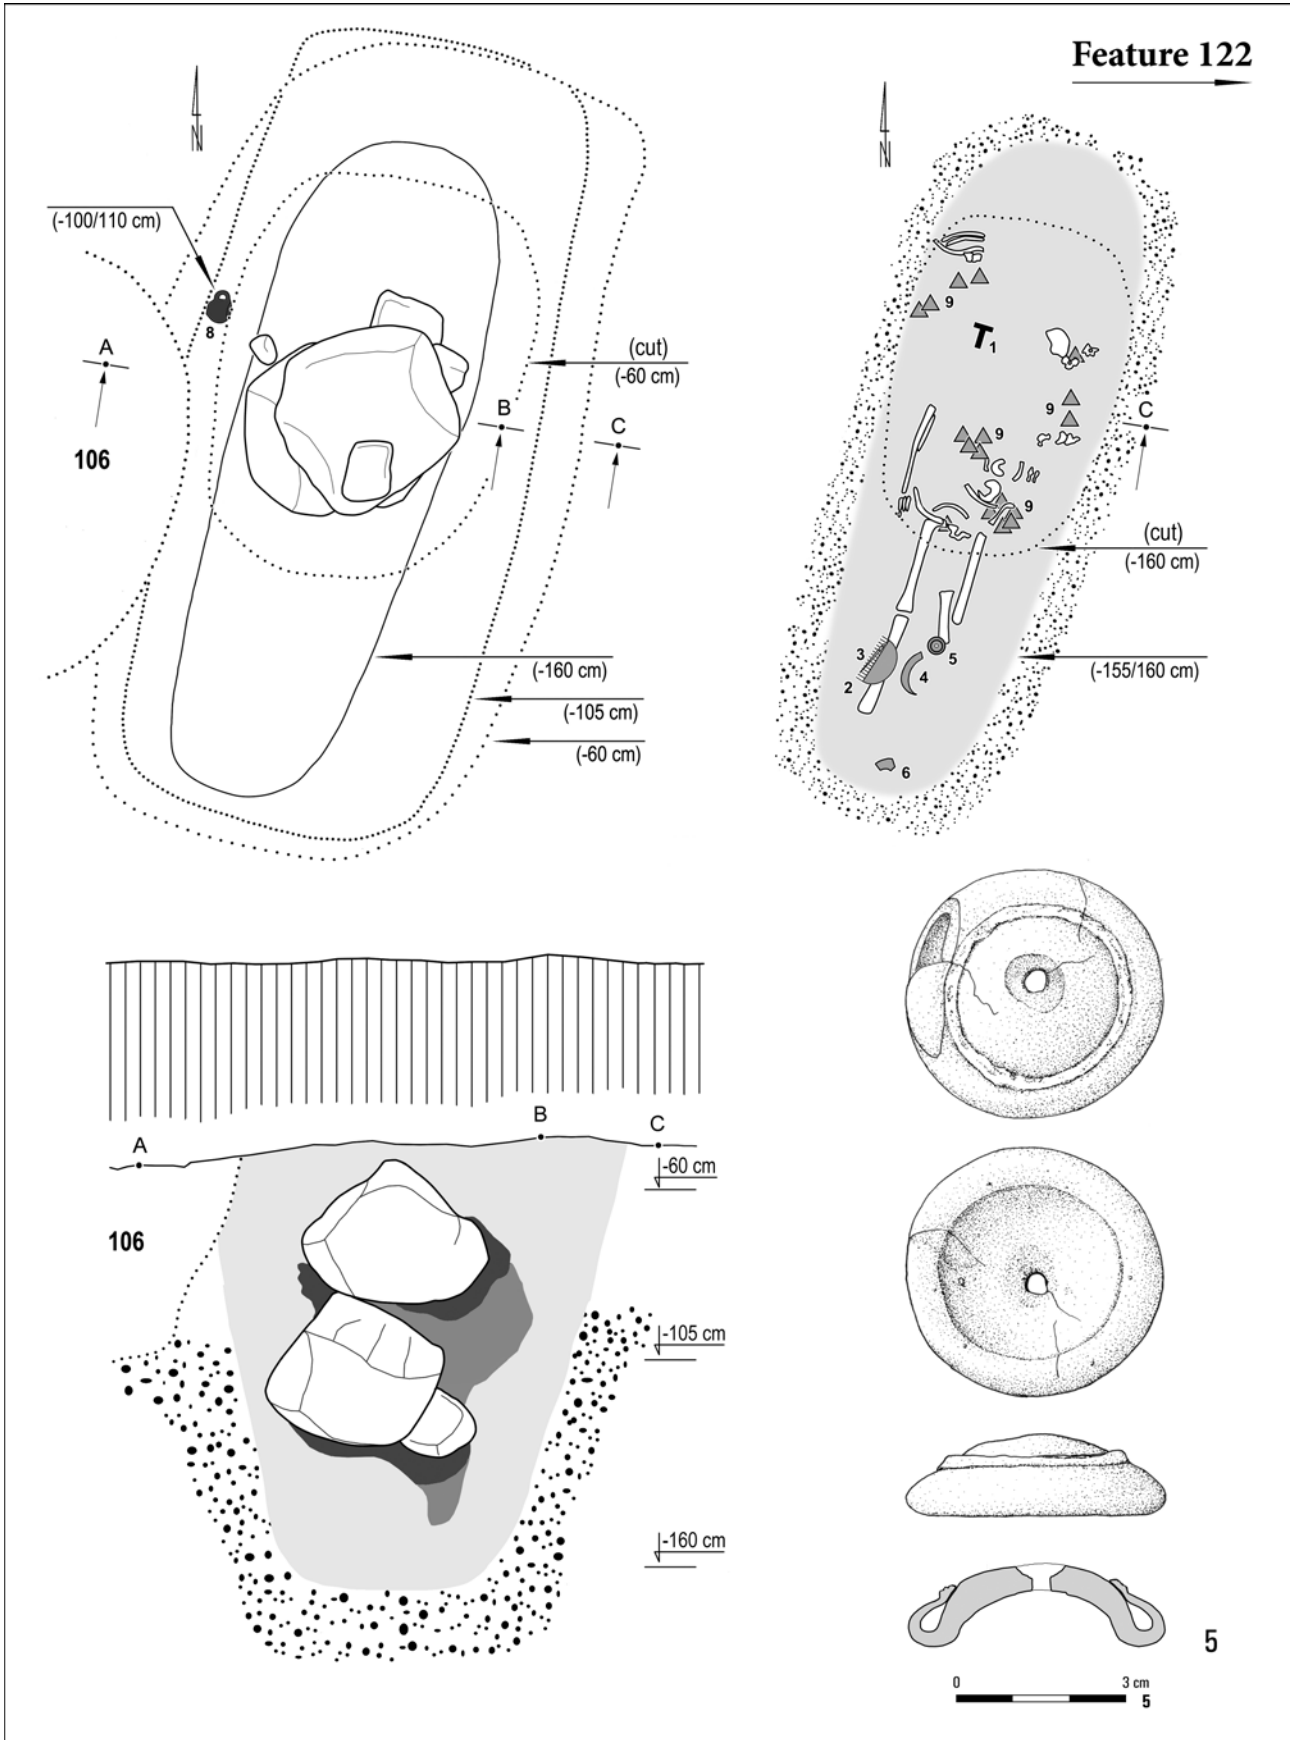 Feature 122
N
(-100/110 cm)
8
A
106
(cut)
(-60 cm)
B
C
(-160 cm)
(-105 cm)
(-60 cm)
N
9
T1
9
9
9
C
(cut)
(-160 cm)
3
2
4
5
(-155/160 cm)
6
A
B
C
-60 cm
106
-105 cm
-160 cm
5
0 3 cm
5